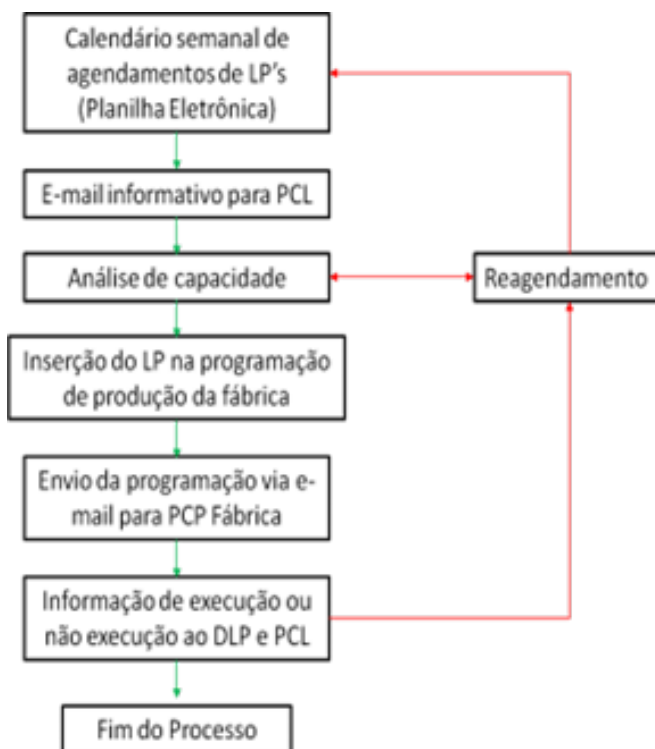 Calendário semanal de
agendamentos de LP's
(Planilha Eletrônica)
E-mail informativo para PCL
Análise de capacidade
Reagendamento
Inserção do LP na programação
de produção da fábrica
Envio da programação via e-
mail para PCP Fábrica
Informação de execução ou
não execução ao DLP e PCL
Fim do Processo